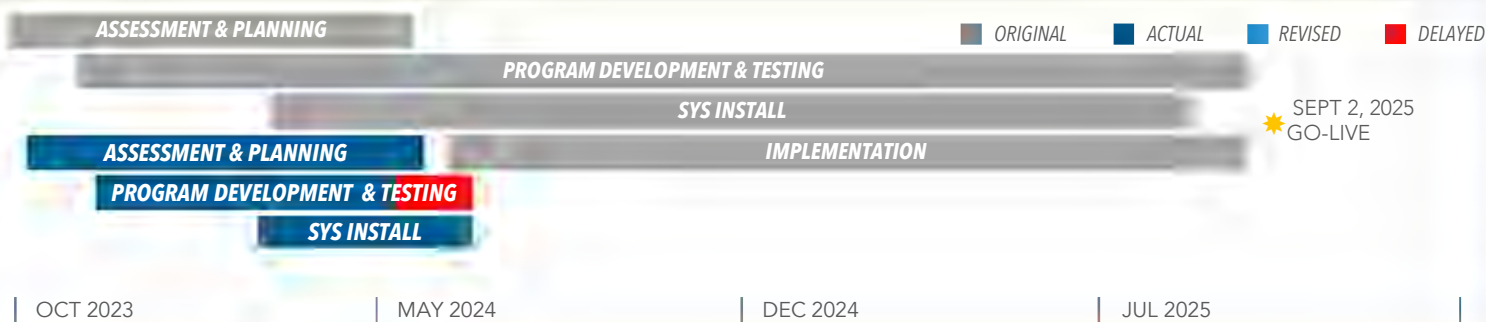 ASSESSMENT & PLANNING
ORIGINAL
ACTUAL
REVISED
DELAYED
PROGRAM DEVELOPMENT & TESTING
SYS INSTALL
SEPT 2, 2025
GO-LIVE
ASSESSMENT & PLANNING
IMPLEMENTATION
PROGRAM DEVELOPMENT & TESTING
SYS INSTALL
OCT 2023
MAY 2024
DEC 2024
JUL 2025